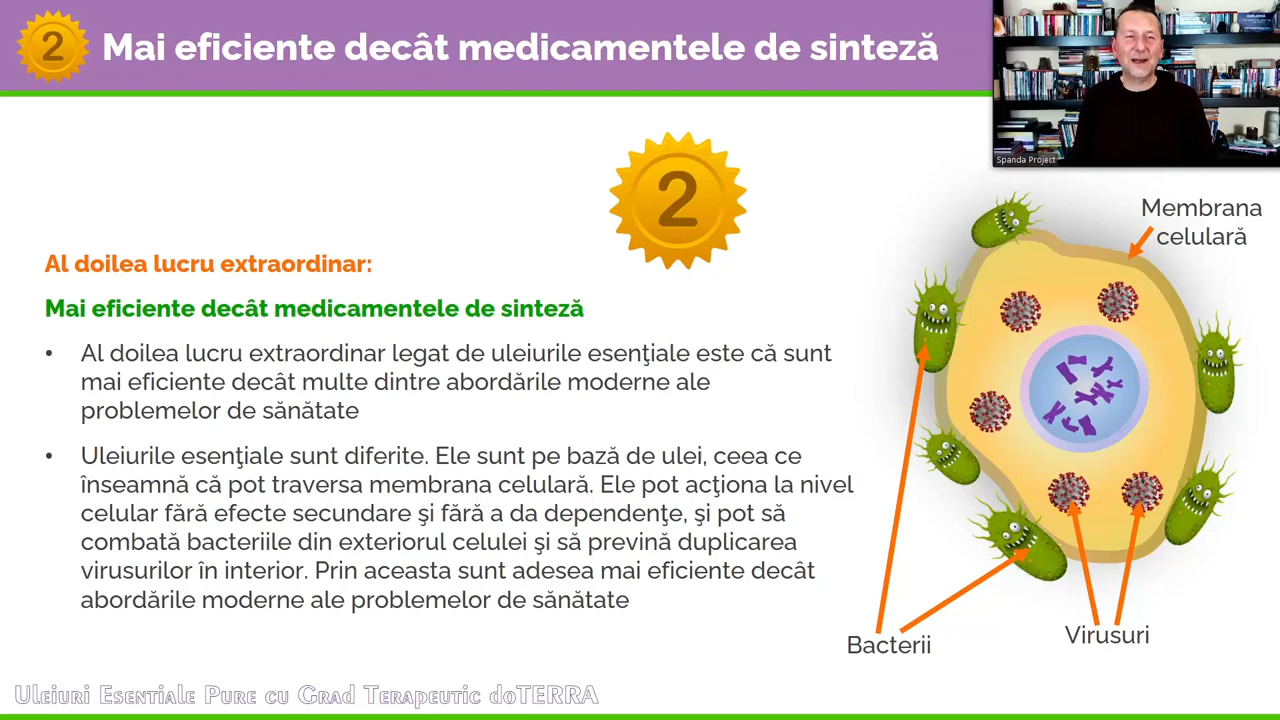 2
Mai eficiente decât medicamentele de sinteză
Spanda Project
2
Membrana
celulară
Al doilea lucru extraordinar:
Mai eficiente decât medicamentele de sinteză
• Al doilea lucru extraordinar legat de uleiurile esenţiale este că sunt
mai eficiente decât multe dintre abordările moderne ale
problemelor de sănătate
• Uleiurile esenţiale sunt diferite. Ele sunt pe bază de ulei, ceea ce
înseamnă că pot traversa membrana celulară. Ele pot acţiona la nivel
celular fără efecte secundare şi fără a da dependenţe, şi pot să
combată bacteriile din exteriorul celulei şi să prevină duplicarea
virusurilor în interior. Prin aceasta sunt adesea mai eficiente decât
abordările moderne ale problemelor de sănătate
Bacterii
Virusuri
Uleiuri Esentiale Pure cu Grad Terapeutic doTERRA